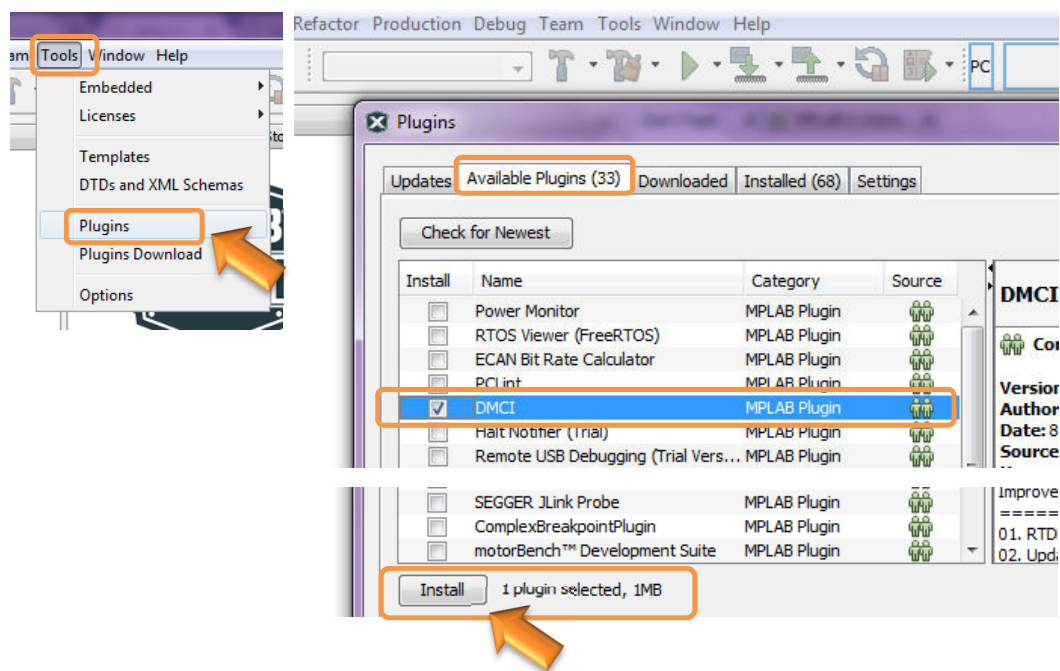 am Tools Window Help
Embedded
Licenses
Templates
DTDs and XML Schemas
Plugins
Plugins Download
Options
Refactor Production Debug Team Tools Window Help
PC
Plugins
Updates Available Plugins (33) Downloaded Installed (68) Settings
Check for Newest
Install Name Category Source
Power Monitor MPLAB Plugin
RTOS Viewer (FreeRTOS) MPLAB Plugin
ECAN Bit Rate Calculator MPLAB Plugin
PCLint MPLAB Plugin
DMCI MPLAB Plugin
Halt Notifier (Trial) MPLAB Plugin
Remote USB Debugging (Trial Vers... MPLAB Plugin
SEGGER JLink Probe MPLAB Plugin
ComplexBreakpointPlugin MPLAB Plugin
motorBench™ Development Suite MPLAB Plugin
DMCI
Co
Version
Author
Date: 8
Source
Improve
=====
01. RTD
02. Upda
Install 1 plugin selected, 1MB